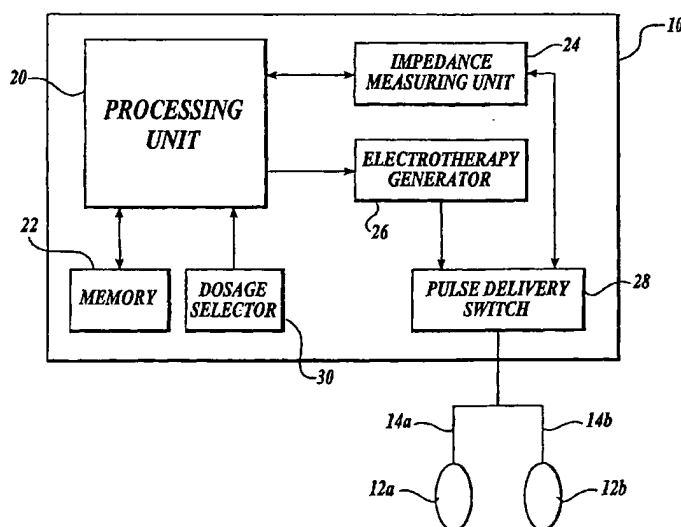 10
20
PROCESSING
UNIT
24
IMPEDANCE
MEASURING UNIT
ELECTROTHERAPY
GENERATOR
26
22
MEMORY
DOSAGE
SELECTOR
30
PULSE DELIVERY
SWITCH
28
14a
14b
12a
12b